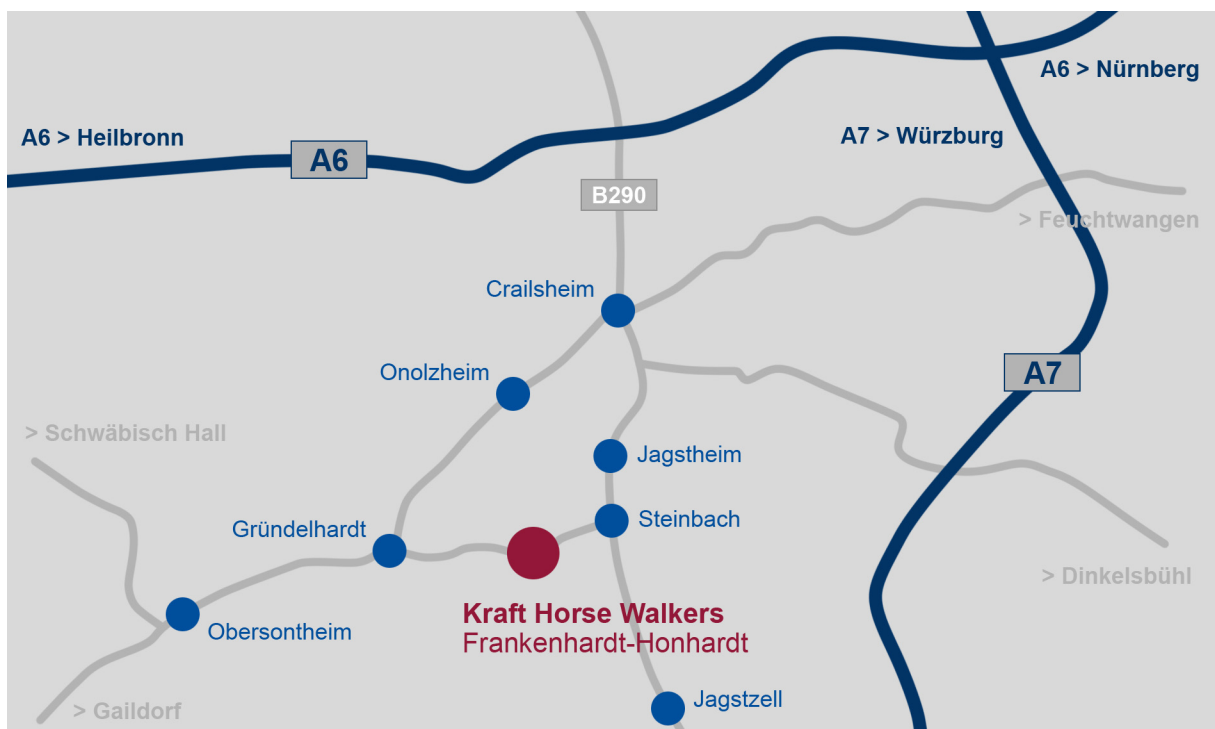 A6 > Nürnberg
A6 > Heilbronn
A7 > Würzburg
A6
B290
> Feuchtwangen
Crailsheim
Onolzheim
A7
> Schwäbisch Hall
Jagstheim
Steinbach
Gründelhardt
> Dinkelsbühl
Kraft Horse Walkers
Frankenhardt-Honhardt
Obersontheim
Jagstzell
> Gaildorf